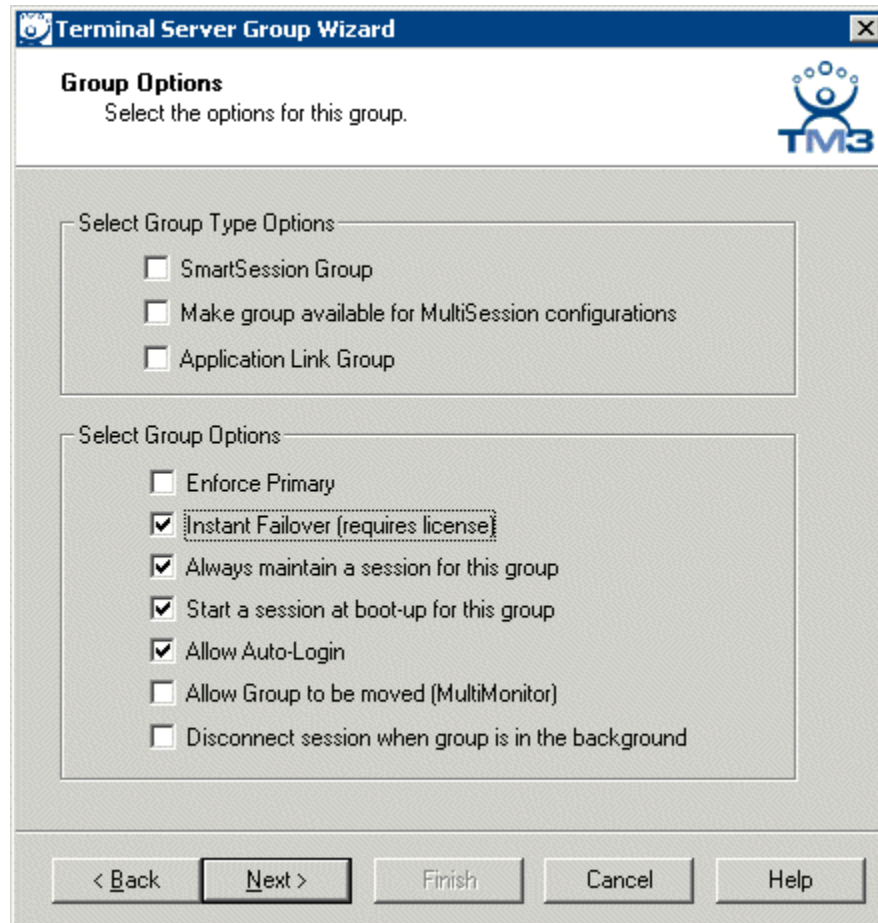 Terminal Server Group Wizard
Group Options
Select the options for this group.
TM3
Select Group Type Options
SmartSession Group
Make group available for MultiSession configurations
Application Link Group
Select Group Options
Enforce Primary
Instant Failover (requires license)
Always maintain a session for this group
Start a session at boot-up for this group
Allow Auto-Login
Allow Group to be moved (MultiMonitor)
Disconnect session when group is in the background
< Back Next > Finish Cancel Help